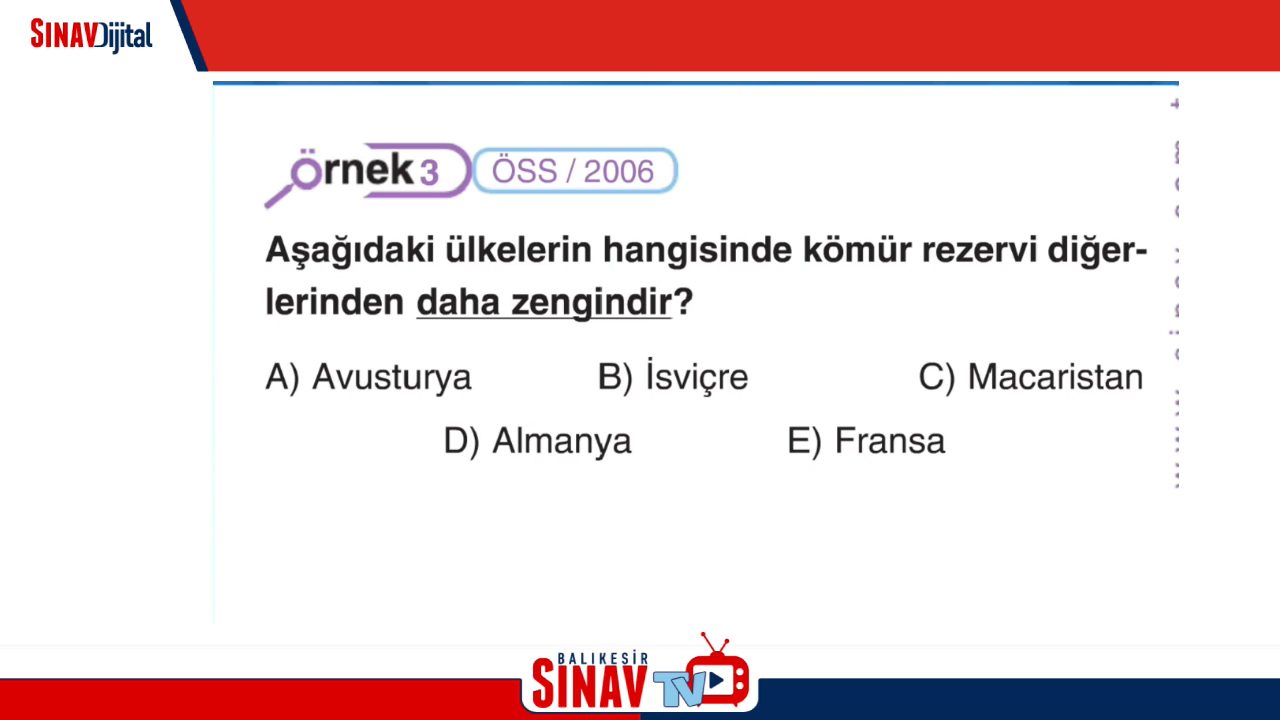 SINAVDijital
örnek 3 ÖSS / 2006
Aşağıdaki ülkelerin hangisinde kömür rezervi diğer-
lerinden daha zengindir?
A) Avusturya B) İsviçre C) Macaristan
D) Almanya E) Fransa
BALIKESİR
SINAV TV